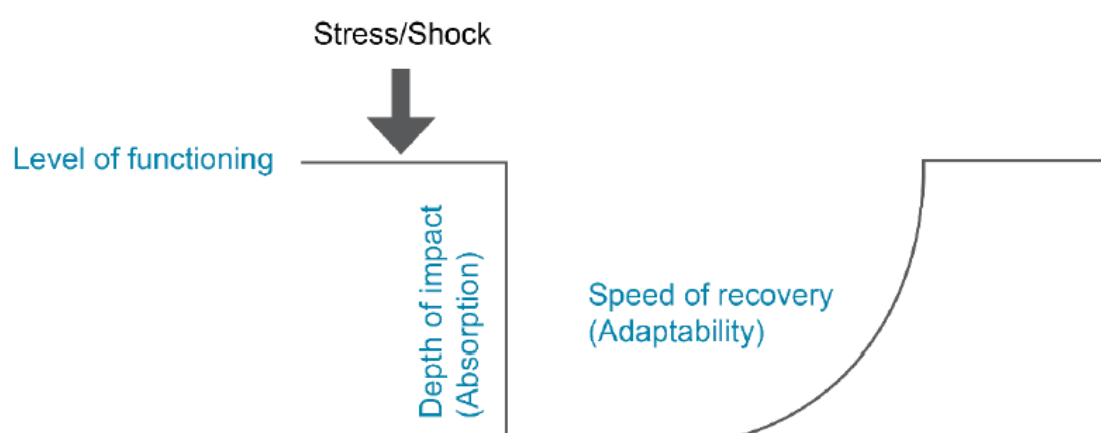 Stress/Shock
Level of functioning
Depth of impact
(Absorption)
Speed of recovery
(Adaptability)